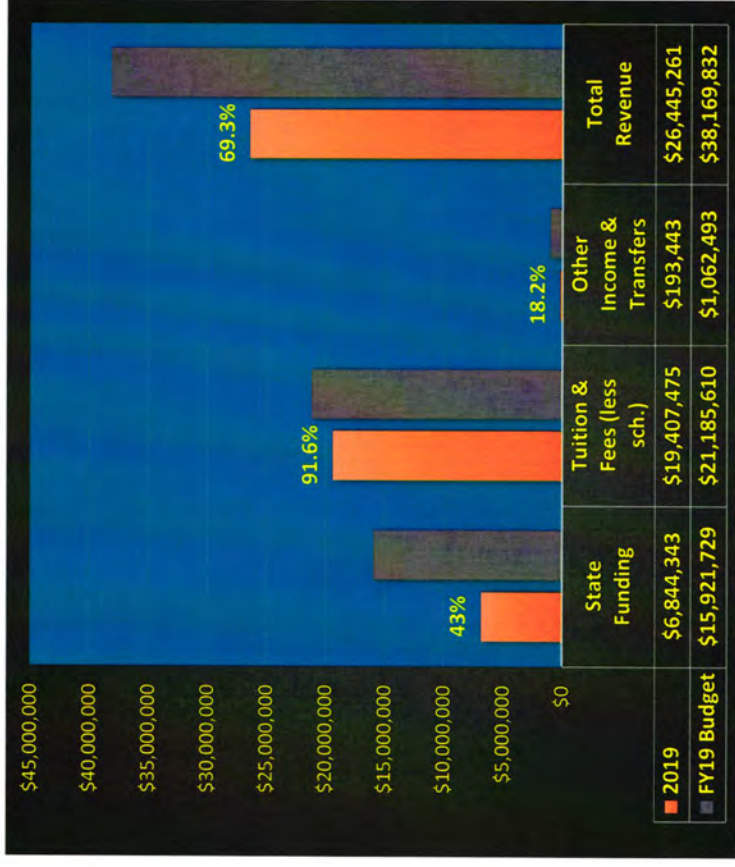 $45,000,000
$40,000,000
$35,000,000
$30,000,000
$25,000,000
$20,000,000
$15,000,000
$10,000,000
$5,000,000
$0
43%
91.6%
18.2%
69.3%
State
Funding
Tuition &
Fees (less
sch.)
Other
Income &
Transfers
Total
Revenue
2019 $6,844,343 $19,407,475 $193,443 $26,445,261
FY19 Budget $15,921,729 $21,185,610 $1,062,493 $38,169,832